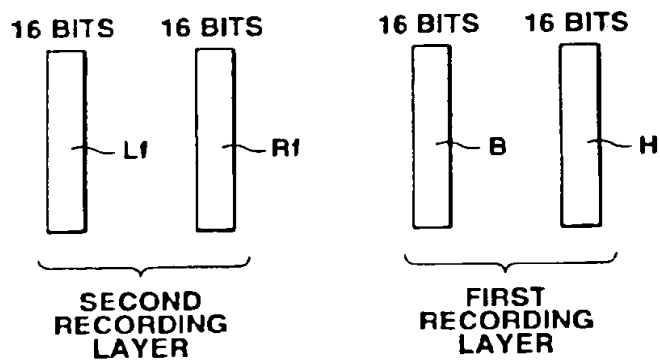 16 BITS 16 BITS 16 BITS 16 BITS
Lf Rf B H
SECOND
RECORDING
LAYER
FIRST
RECORDING
LAYER